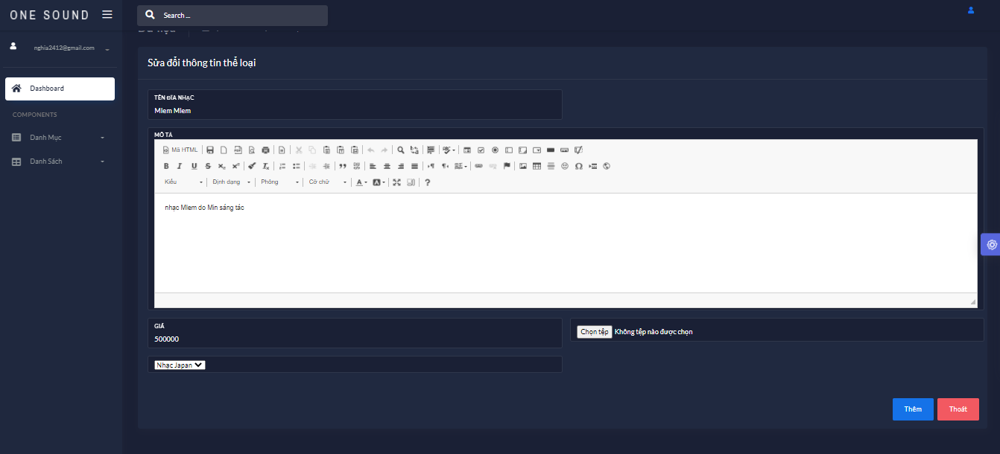 ONE SOUND
Search ...
nghia2412@gmail.com
Dashboard
COMPONENTS
Danh Mục
Danh Sách
Sửa đổi thông tin thể loại
TÊN ĐĨA NHẠC
Mlem Mlem
MÔ TẢ
Mã HTML
Kiểu
Định dạng
Phông
Cỡ chữ
nhạc Mlem do Min sáng tác
GIÁ
500000
Chọn tệp Không tệp nào được chọn
Nhạc Japan
Thêm
Thoát